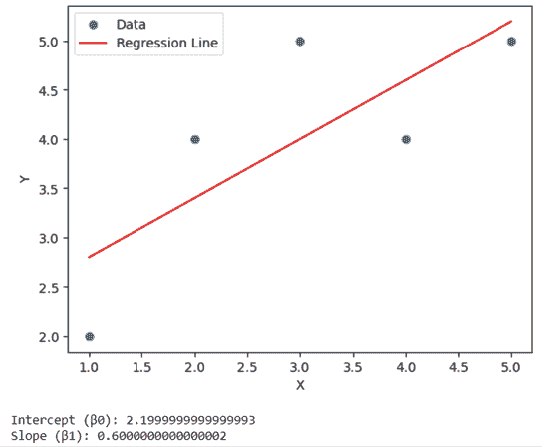 Data
Regression Line
5.0
4.5
4.0
3.5
3.0
2.5
2.0
Y
1.0 1.5 2.0 2.5 3.0 3.5 4.0 4.5 5.0
X
Intercept (β0): 2.1999999999999993
Slope (β1): 0.6000000000000002